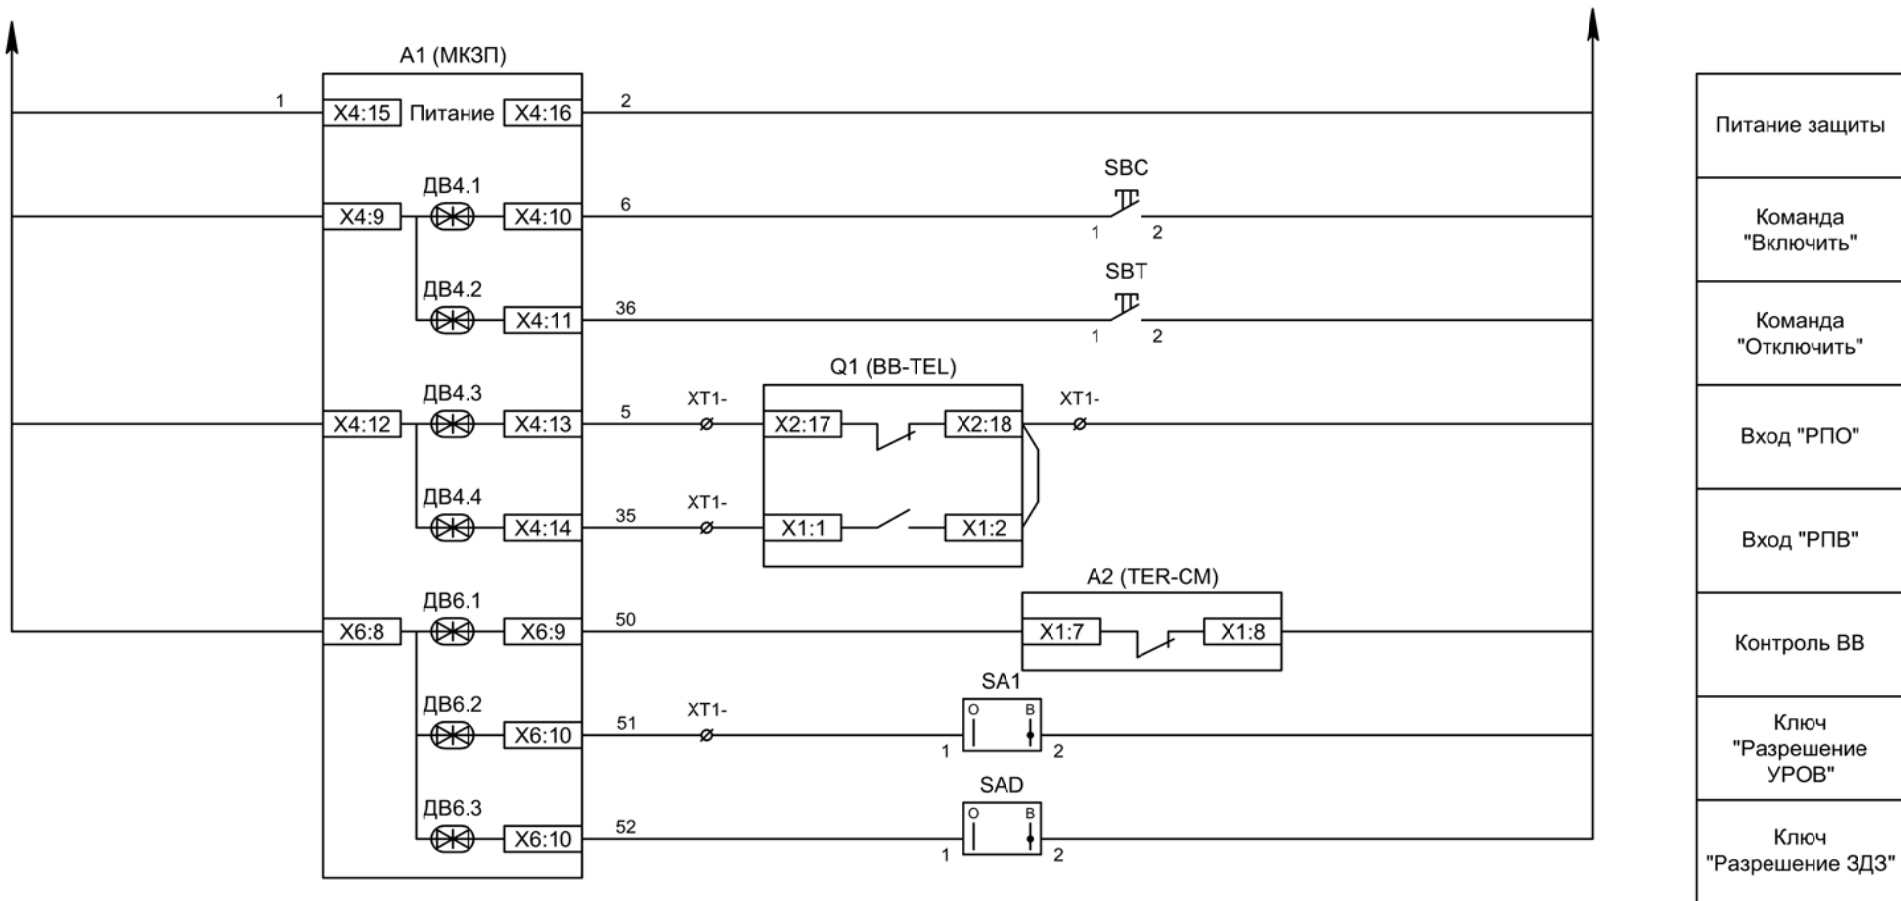 A1 (МКЗП)
1 X4:15 Питание X4:16 2
Питание защиты
ДВ4.1
X4:9 X4:10 6
SBC
1 2
Команда
"Включить"
ДВ4.2
X4:11 36
SBT
1 2
Команда
"Отключить"
Q1 (BB-TEL)
ДВ4.3
X4:12 X4:13 5 XT1- X2:17 X2:18 XT1-
Вход "РПО"
ДВ4.4
X4:14 35 XT1- X1:1 X1:2
Вход "РПВ"
A2 (TER-CM)
ДВ6.1
X6:8 X6:9 50 X1:7 X1:8
Контроль ВВ
ДВ6.2
X6:10 51 XT1-
SA1
О В
1 2
Ключ
"Разрешение
УРОВ"
ДВ6.3
X6:10 52
SAD
О В
1 2
Ключ
"Разрешение ЗДЗ"